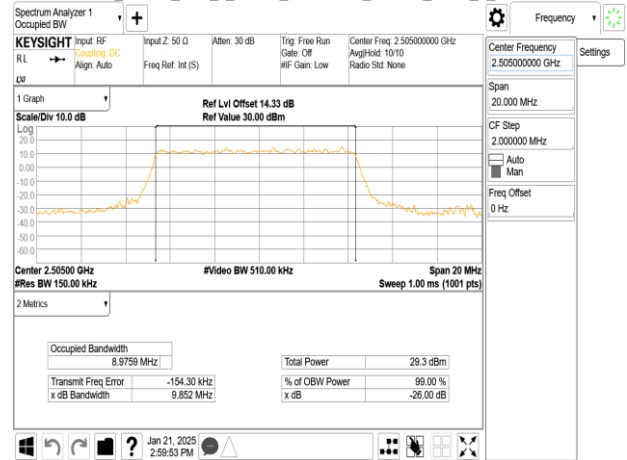 Spectrum Analyzer 1
Occupied BW
Frequency
KEYSIGHT
RL
LXI
Input: RF
Coupling: DC
Align: Auto
Input Z: 50 Ω
Freq Ref: Int (S)
Atten: 30 dB
Trig: Free Run
Gate: Off
#IF Gain: Low
Center Freq: 2.505000000 GHz
Avg|Hold: 10/10
Radio Std: None
Center Frequency
2.505000000 GHz
Settings
Span
20.000 MHz
CF Step
2.000000 MHz
Auto
Man
Freq Offset
0 Hz
1 Graph
Scale/Div 10.0 dB
Ref Lvl Offset 14.33 dB
Ref Value 30.00 dBm
Log
20.0
10.0
0.00
-10.0
-20.0
-30.0
-40.0
-50.0
-60.0
Center 2.50500 GHz
#Res BW 150.00 kHz
#Video BW 510.00 kHz
Span 20 MHz
Sweep 1.00 ms (1001 pts)
2 Metrics
Occupied Bandwidth
8.9759 MHz
Total Power 29.3 dBm
Transmit Freq Error -154.30 kHz
% of OBW Power 99.00 %
x dB Bandwidth 9.852 MHz
x dB -26.00 dB
?
Jan 21, 2025
2:59:53 PM